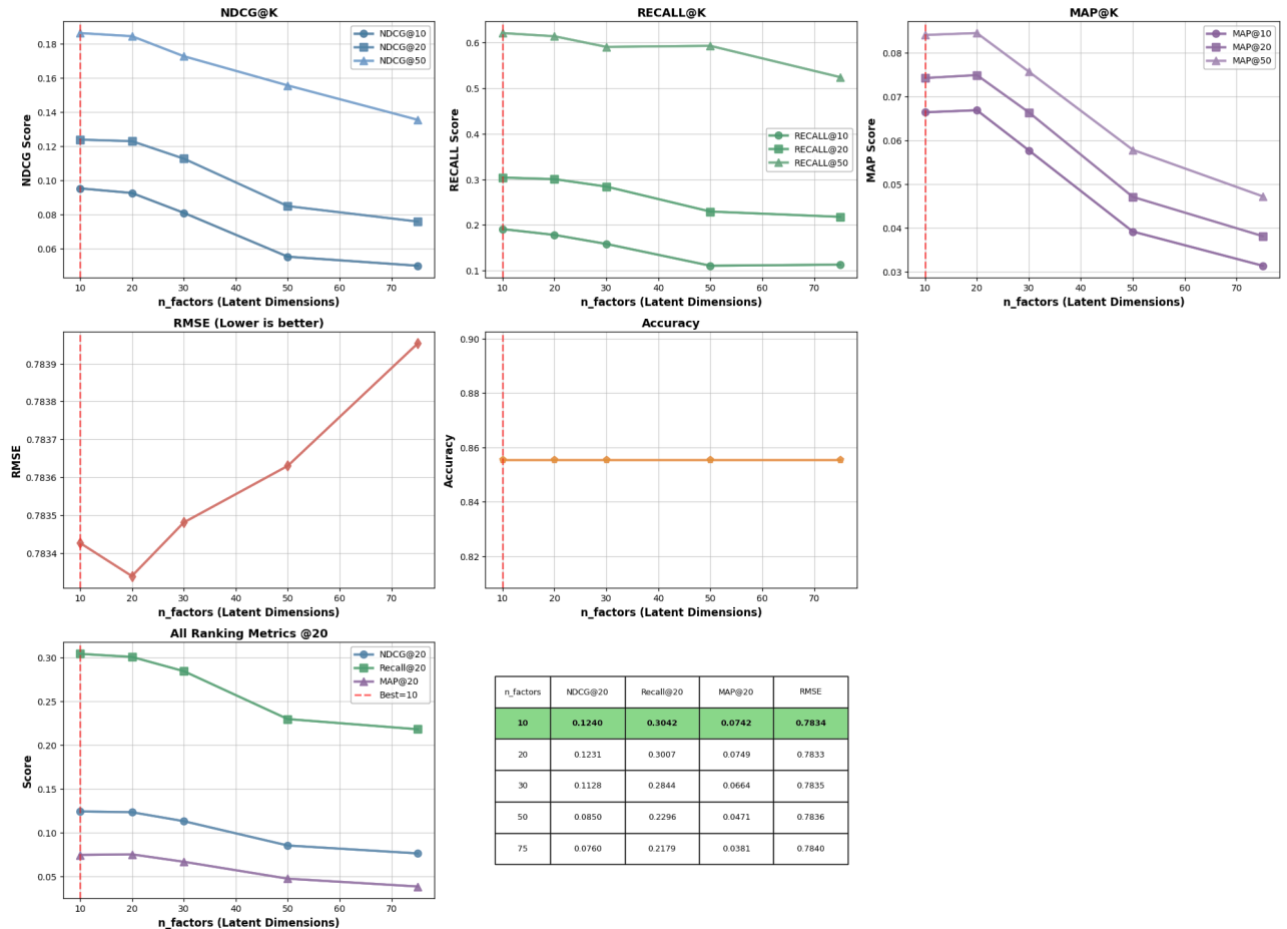 NDCG@K
NDCG Score
0.18
0.16
0.14
0.12
0.10
0.08
0.06
NDCG@10
NDCG@20
NDCG@50
10 20 30 40 50 60 70
n_factors (Latent Dimensions)
RECALL@K
RECALL Score
0.6
0.5
0.4
0.3
0.2
0.1
RECALL@10
RECALL@20
RECALL@50
10 20 30 40 50 60 70
n_factors (Latent Dimensions)
MAP@K
MAP Score
0.08
0.07
0.06
0.05
0.04
0.03
MAP@10
MAP@20
MAP@50
10 20 30 40 50 60 70
n_factors (Latent Dimensions)
RMSE (Lower is better)
RMSE
0.7839
0.7838
0.7837
0.7836
0.7835
0.7834
10 20 30 40 50 60 70
n_factors (Latent Dimensions)
Accuracy
Accuracy
0.90
0.88
0.86
0.84
0.82
10 20 30 40 50 60 70
n_factors (Latent Dimensions)
All Ranking Metrics @20
Score
0.30
0.25
0.20
0.15
0.10
0.05
NDCG@20
Recall@20
MAP@20
Best=10
10 20 30 40 50 60 70
n_factors (Latent Dimensions)
n_factors NDCG@20 Recall@20 MAP@20 RMSE
10 0.1240 0.3042 0.0742 0.7834
20 0.1231 0.3007 0.0749 0.7833
30 0.1128 0.2844 0.0664 0.7835
50 0.0850 0.2296 0.0471 0.7836
75 0.0760 0.2179 0.0381 0.7840